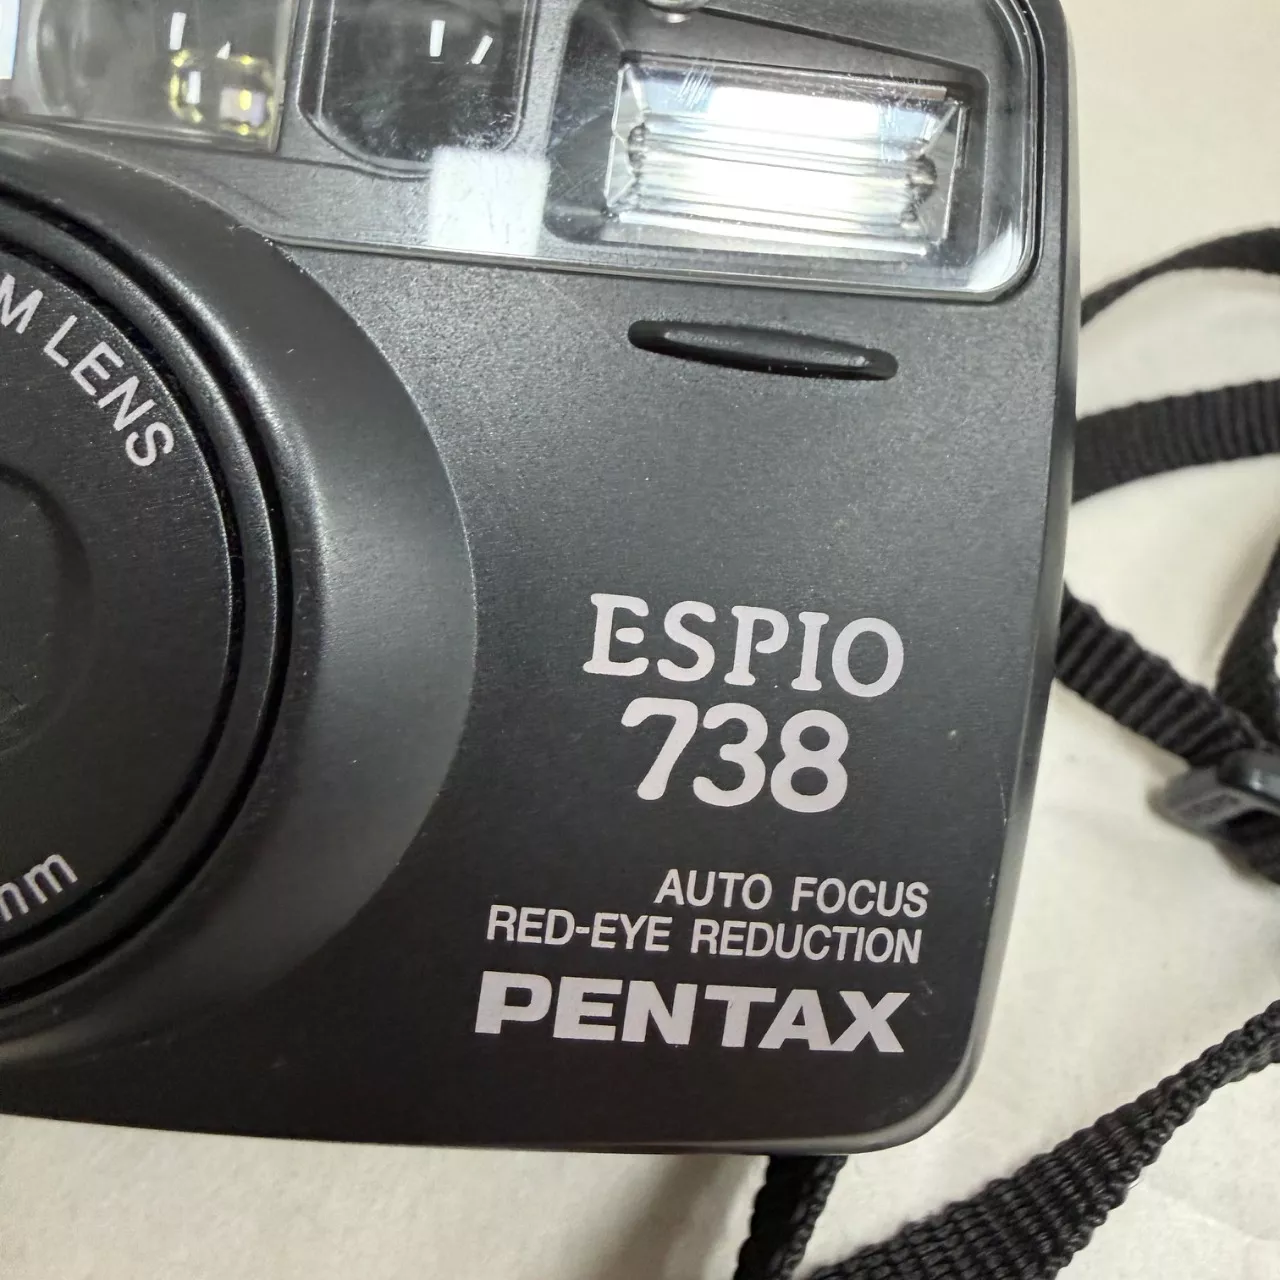 M LENS
mm
ESPIO
738
AUTO FOCUS
RED-EYE REDUCTION
PENTAX